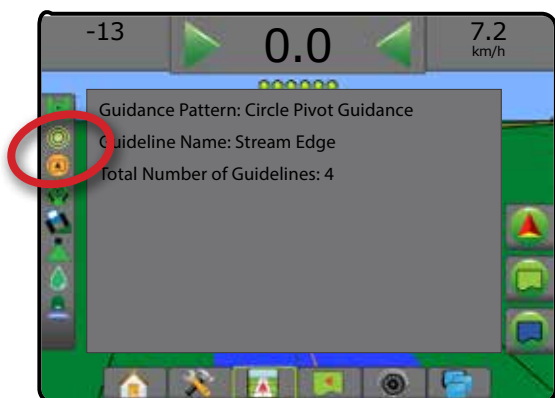 -13
0.0
7.2
km/h
Guidance Pattern: Circle Pivot Guidance
Guideline Name: Stream Edge
Total Number of Guidelines: 4